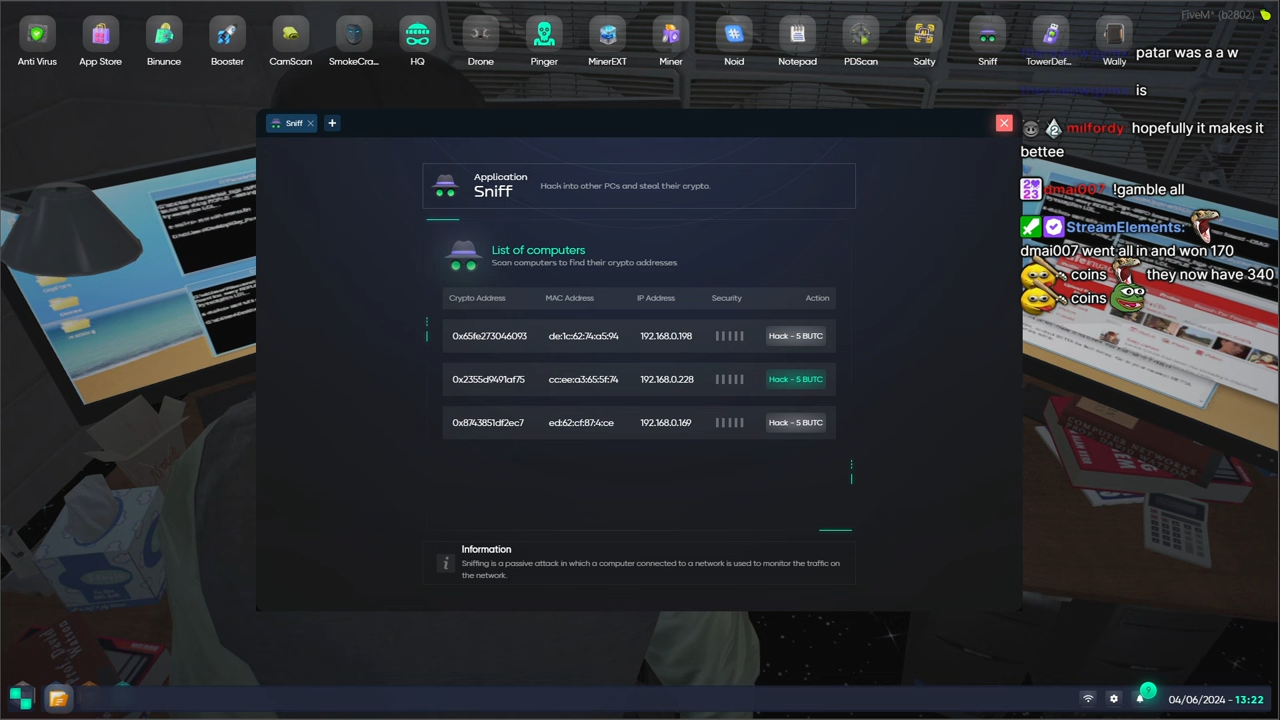 FiveM* (b2802)
Anti Virus
App Store
Binunce
Booster
CamScan
SmokeCra...
HQ
Drone
Pinger
MinerEXT
Miner
Noid
Notepad
PDScan
Salty
Sniff
TowerDef...
Wally
patar was a a w
is
milfordy hopefully it makes it
bettee
dmai007 !gamble all
StreamElements:
dmai007 went all in and won 170
coins they now have 340
coins
Sniff
Application
Sniff
Hack into other PCs and steal their crypto.
List of computers
Scan computers to find their crypto addresses
Crypto Address MAC Address IP Address Security Action
0x65fe273046093 de:1c:62:74:a5:94 192.168.0.198 Hack - 5 BUTC
0x2355d9491af75 cc:ee:a3:65:5f:74 192.168.0.228 Hack - 5 BUTC
0x8743851df2ec7 ed:62:cf:87:4:ce 192.168.0.169 Hack - 5 BUTC
Information
Sniffing is a passive attack in which a computer connected to a network is used to monitor the traffic on
the network.
COMPUTER NETWORKS
PROF. DAVID
9
04/06/2024 - 13:22